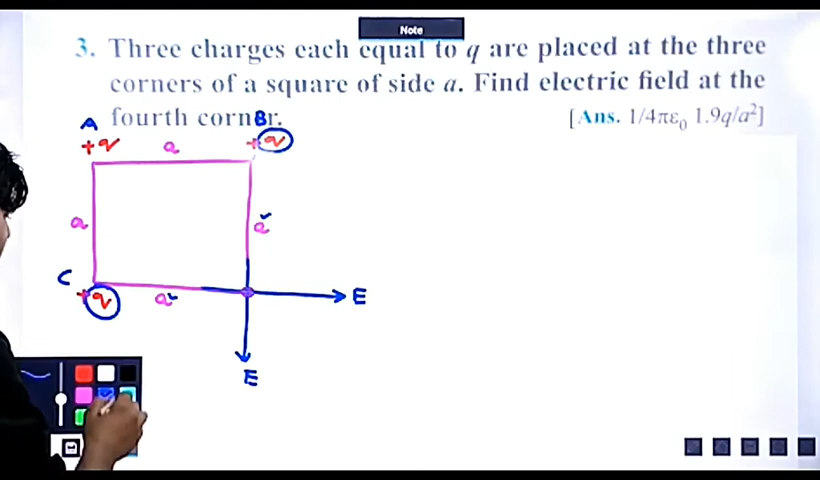 Note
3. Three charges each equal to q are placed at the three
corners of a square of side a. Find electric field at the
fourth corner.
[Ans. 1/4πε₀ 1.9q/a²]
A
B
+q
a
+q
a
a
C
+q
a
E
E